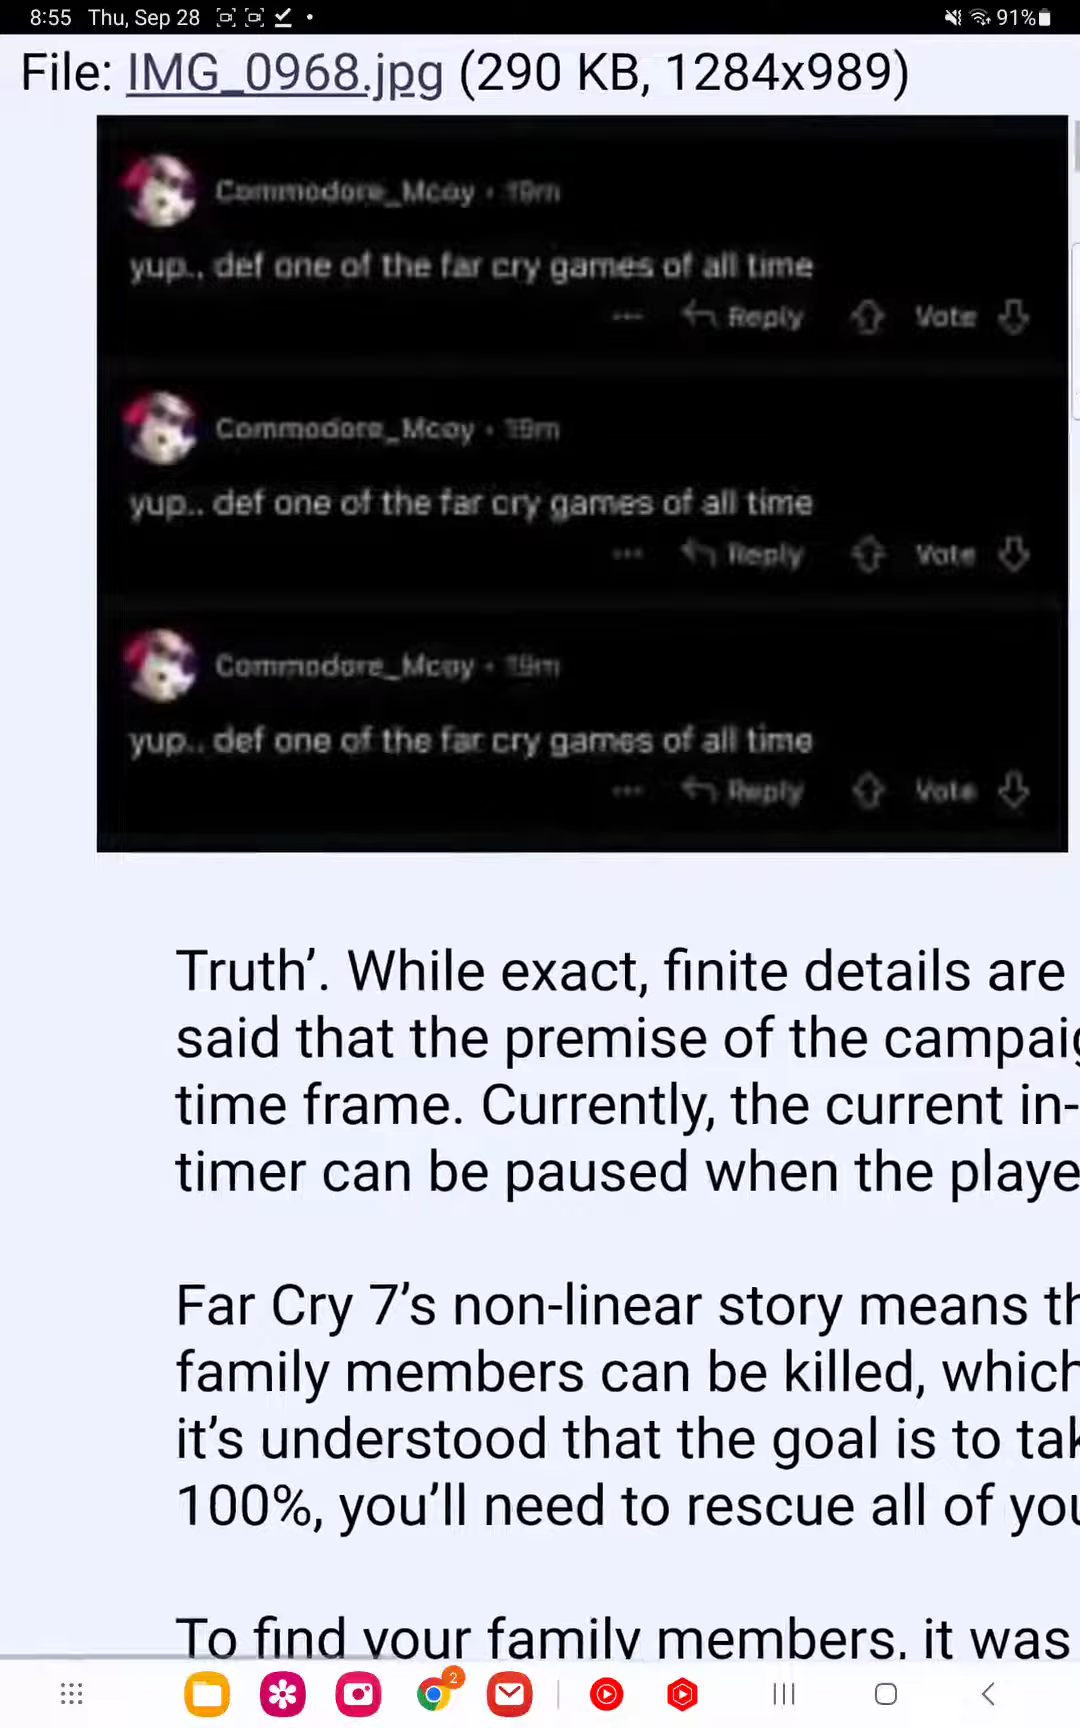 8:55 Thu, Sep 28 91%
File: IMG_0968.jpg (290 KB, 1284x989)
Commodore_Mcoy • 19m
yup.. def one of the far cry games of all time
Reply Vote
Commodore_Mcoy • 19m
yup.. def one of the far cry games of all time
Reply Vote
Commodore_Mcoy • 19m
yup.. def one of the far cry games of all time
Reply Vote
Truth’. While exact, finite details are
said that the premise of the campaig
time frame. Currently, the current in-
timer can be paused when the playe
Far Cry 7’s non-linear story means th
family members can be killed, which
it’s understood that the goal is to tak
100%, you’ll need to rescue all of you
To find your family members, it was
2